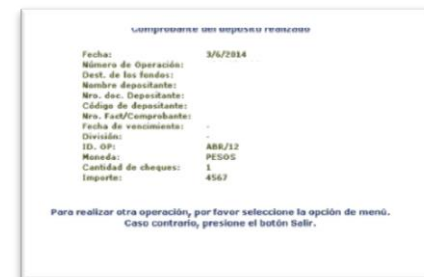 Comprobante del depósito realizado
Fecha: 3/6/2014
Número de Operación:
Dest. de los fondos:
Nombre depositante:
Nro. doc. Depositante:
Código de depositante:
Nro. Fact/Comprobante:
Fecha de vencimiento: -
División: -
ID. OP: ABR/12
Moneda: PESOS
Cantidad de cheques: 1
Importe: 4567
Para realizar otra operación, por favor seleccione la opción de menú.
Caso contrario, presione el botón Salir.